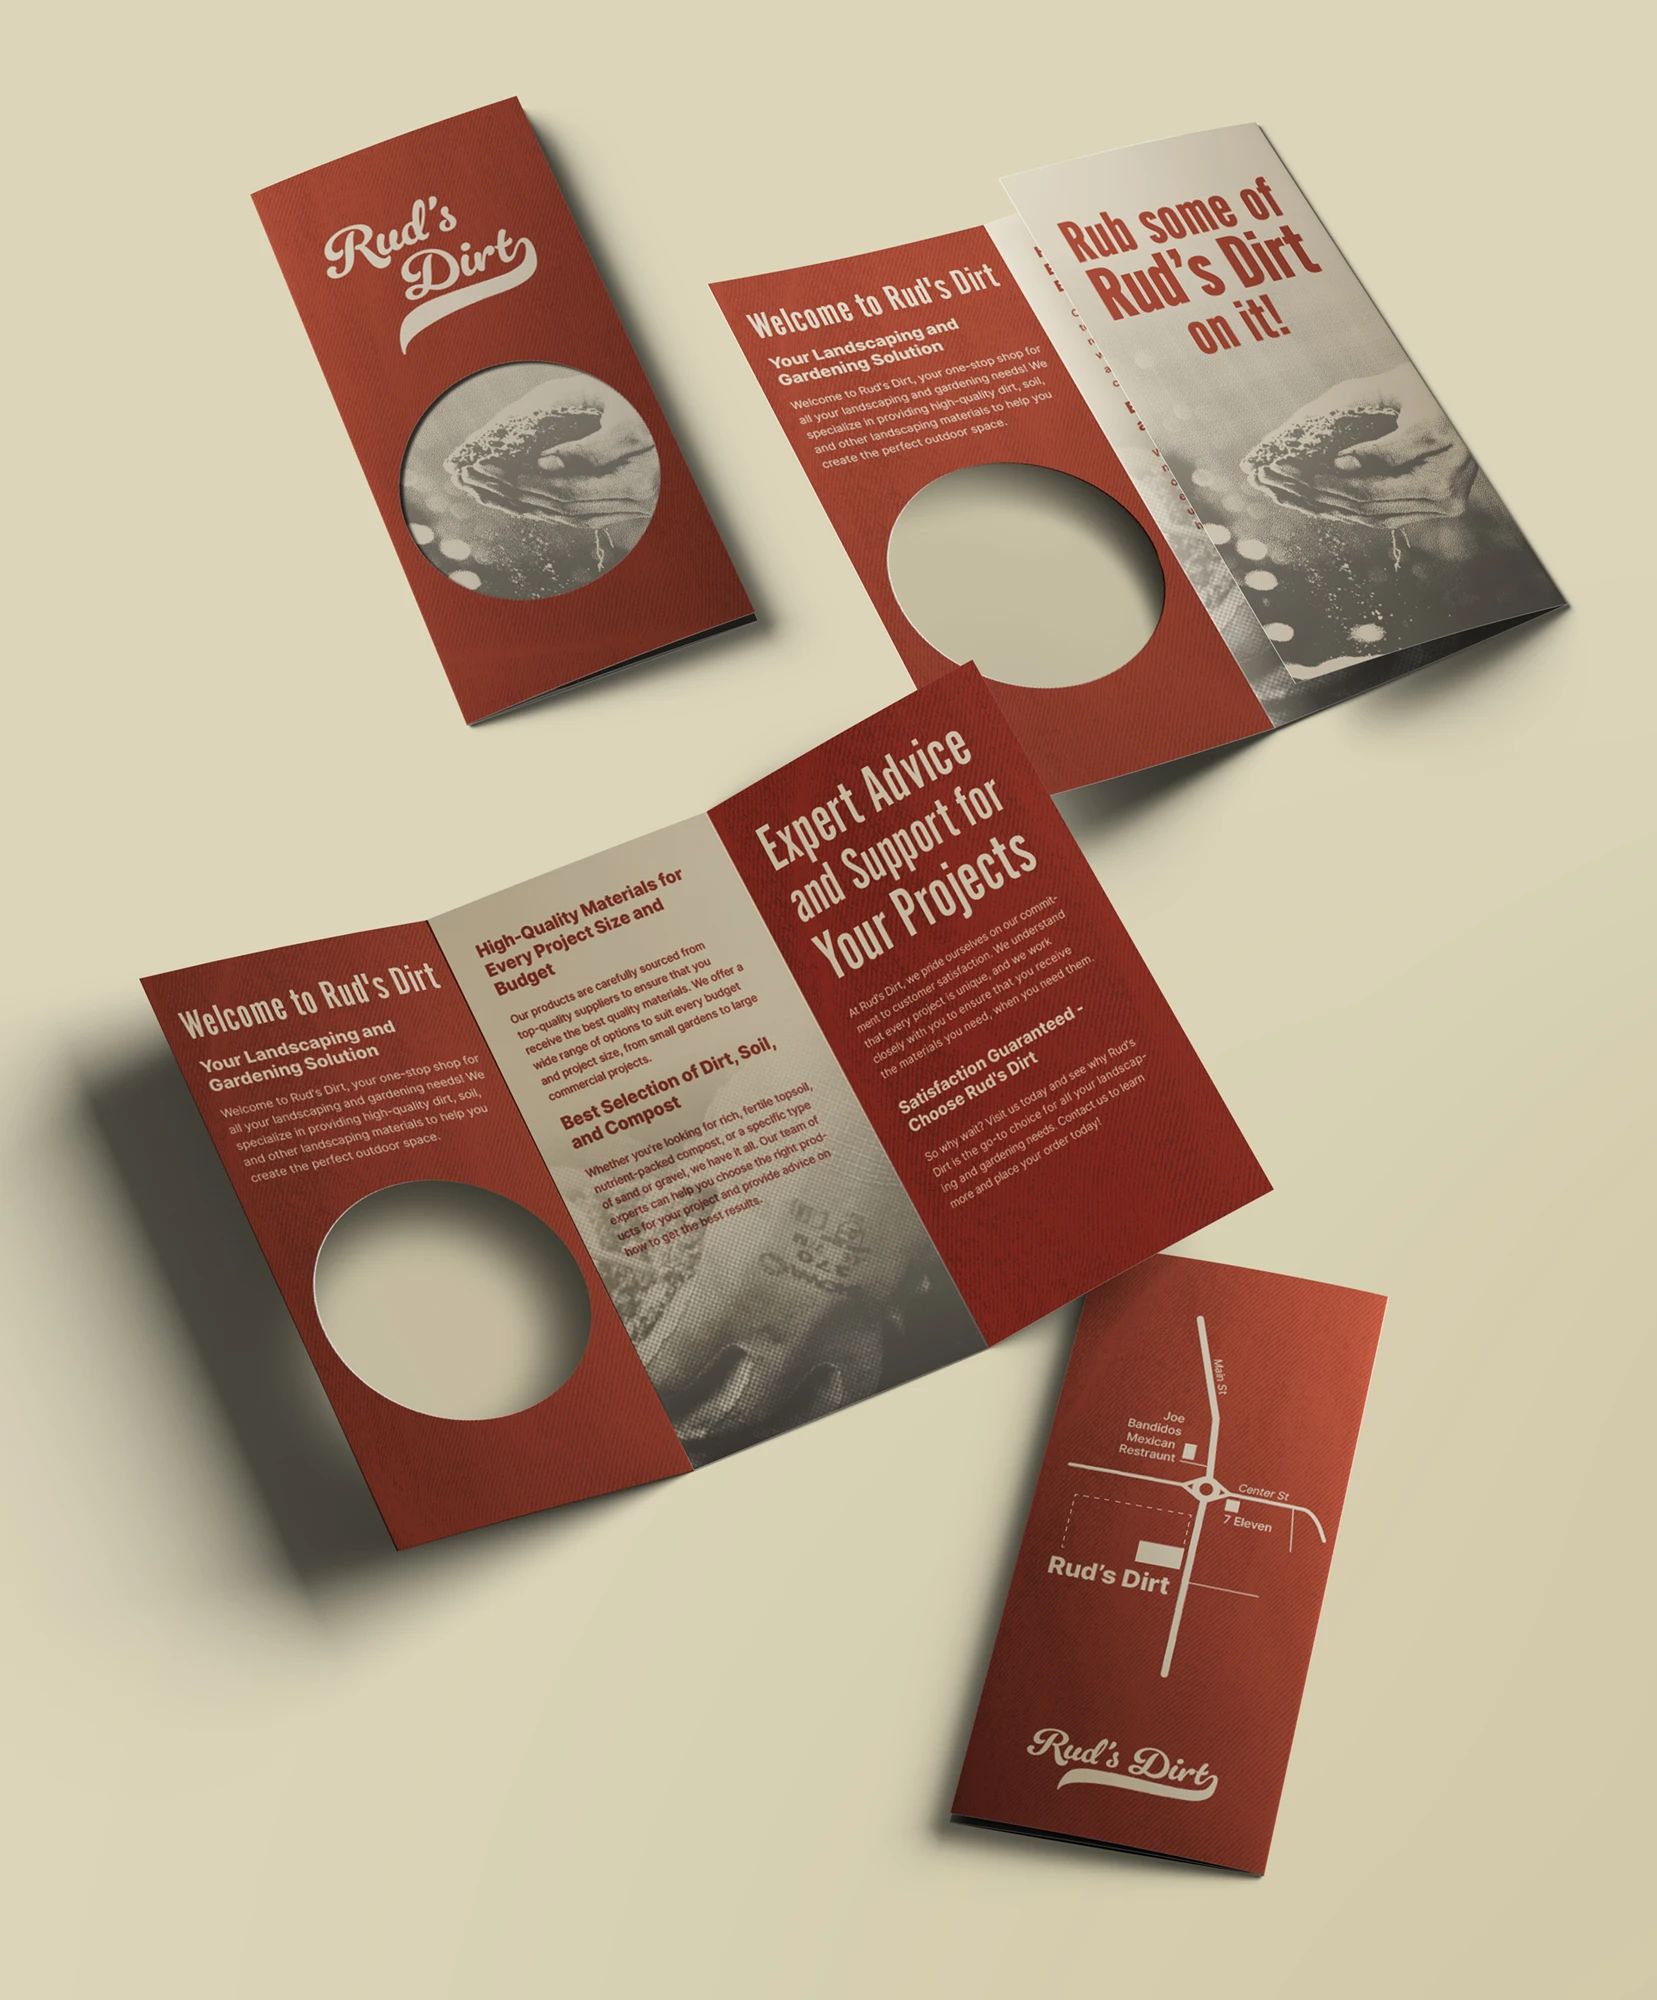 Rud's
Dirt
Welcome to Rud's Dirt
Your Landscaping and
Gardening Solution
Welcome to Rud's Dirt, your one-stop shop for
all your landscaping and gardening needs! We
specialize in providing high-quality dirt, soil,
and other landscaping materials to help you
create the perfect outdoor space.
Rub some of
Rud's Dirt
on it!
Welcome to Rud's Dirt
Your Landscaping and
Gardening Solution
Welcome to Rud's Dirt, your one-stop shop for
all your landscaping and gardening needs! We
specialize in providing high-quality dirt, soil,
and other landscaping materials to help you
create the perfect outdoor space.
High-Quality Materials for
Every Project Size and
Budget
Our products are carefully sourced from
top-quality suppliers to ensure that you
receive the best quality materials. We offer a
wide range of options to suit every budget
and project size, from small gardens to large
commercial projects.
Best Selection of Dirt, Soil,
and Compost
Whether you're looking for rich, fertile topsoil,
nutrient-packed compost, or a specific type
of sand or gravel, we have it all. Our team of
experts can help you choose the right prod-
ucts for your project and provide advice on
how to get the best results.
Expert Advice
and Support for
Your Projects
At Rud's Dirt, we pride ourselves on our commit-
ment to customer satisfaction. We understand
that every project is unique, and we work
closely with you to ensure that you receive
the materials you need, when you need them.
Satisfaction Guaranteed -
Choose Rud's Dirt
So why wait? Visit us today and see why Rud's
Dirt is the go-to choice for all your landscap-
ing and gardening needs. Contact us to learn
more and place your order today!
Main St
Joe
Bandidos
Mexican
Restraunt
Center St
7 Eleven
Rud's Dirt
Rud's Dirt